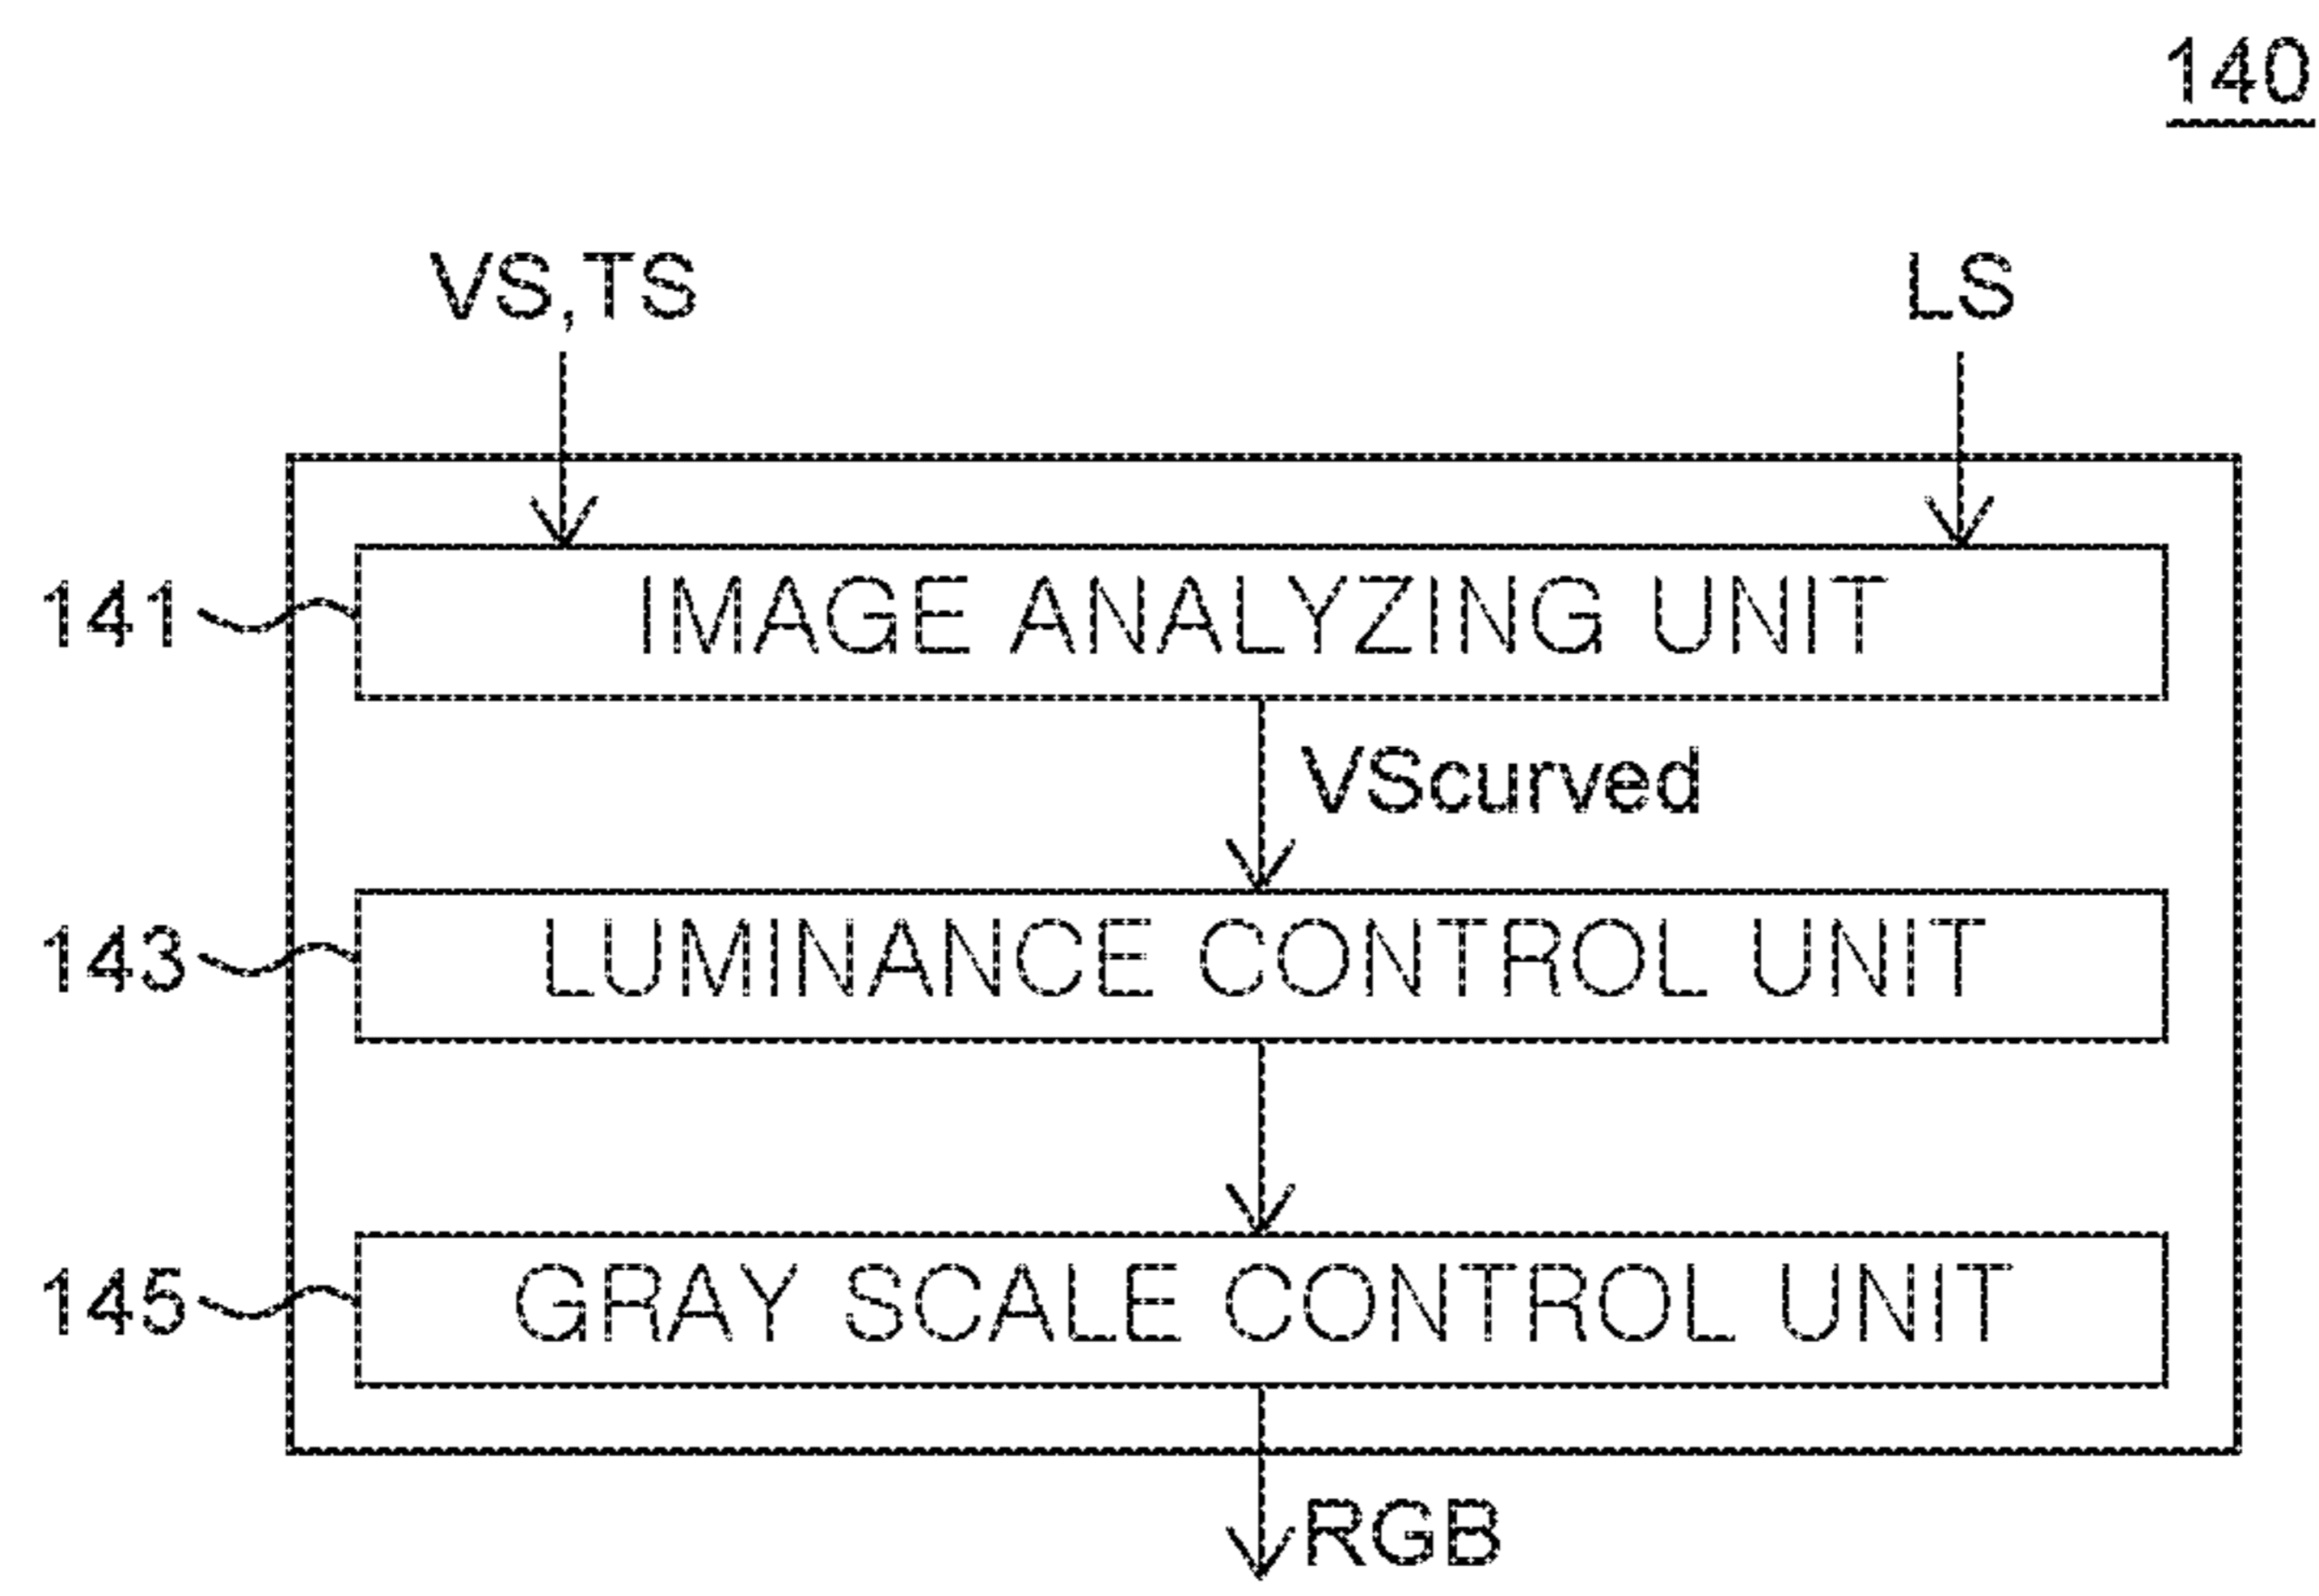 140
VS,TS LS
141 IMAGE ANALYZING UNIT
VScurved
143 LUMINANCE CONTROL UNIT
145 GRAY SCALE CONTROL UNIT
RGB